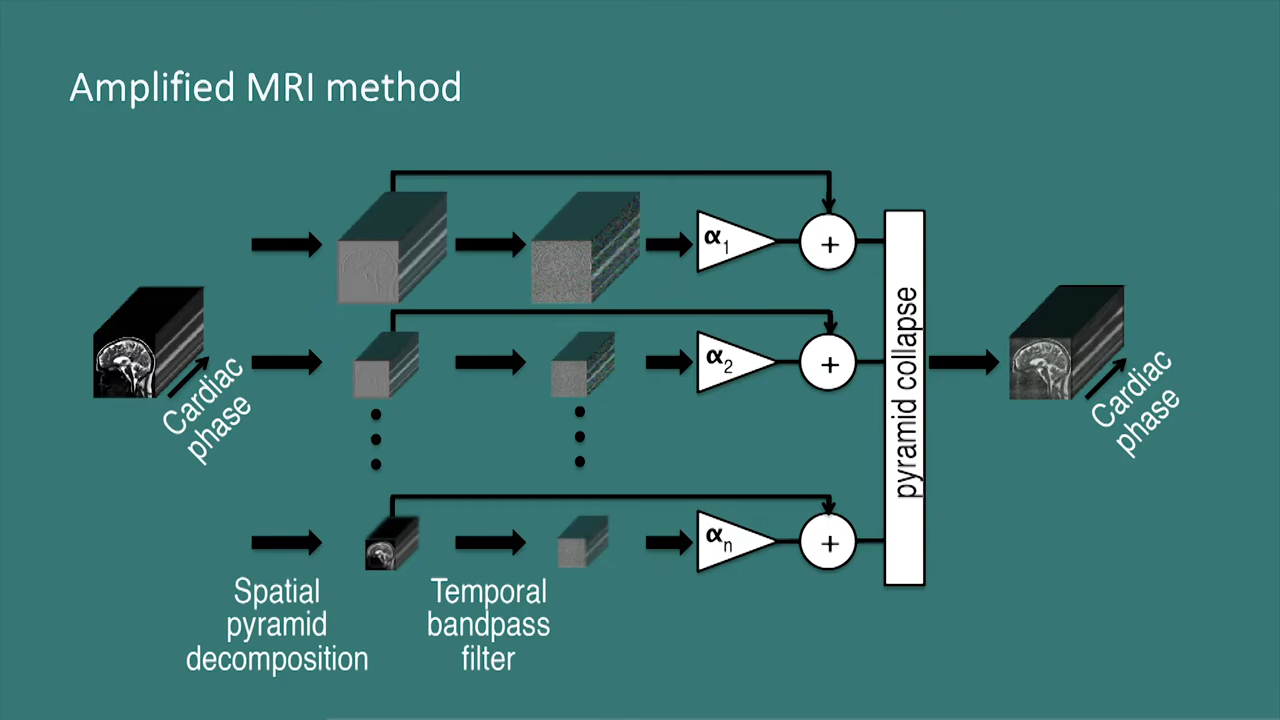 Amplified MRI method
α1
+
α2
+
αn
+
pyramid collapse
Cardiac
phase
Cardiac
phase
Spatial
pyramid
decomposition
Temporal
bandpass
filter